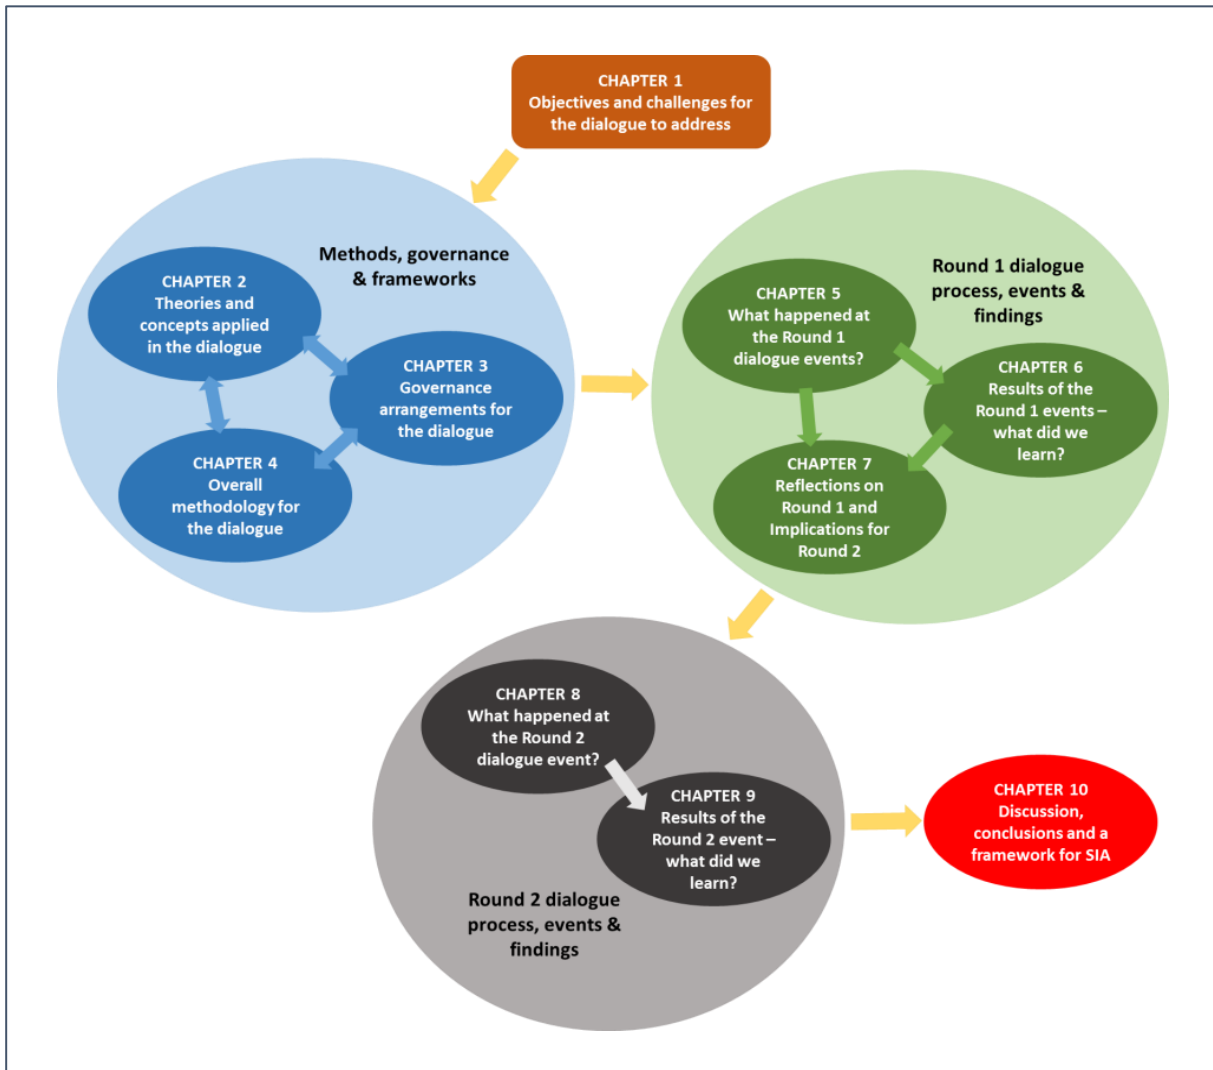 CHAPTER 1
Objectives and challenges for
the dialogue to address
Methods, governance
& frameworks
CHAPTER 2
Theories and
concepts applied
in the dialogue
CHAPTER 3
Governance
arrangements for
the dialogue
CHAPTER 4
Overall
methodology for
the dialogue
Round 1 dialogue
process, events &
findings
CHAPTER 5
What happened at
the Round 1
dialogue events?
CHAPTER 6
Results of the
Round 1 events –
what did we
learn?
CHAPTER 7
Reflections on
Round 1 and
Implications for
Round 2
CHAPTER 8
What happened at
the Round 2
dialogue event?
CHAPTER 9
Results of the
Round 2 event –
what did we
learn?
Round 2 dialogue
process, events &
findings
CHAPTER 10
Discussion,
conclusions and a
framework for SIA